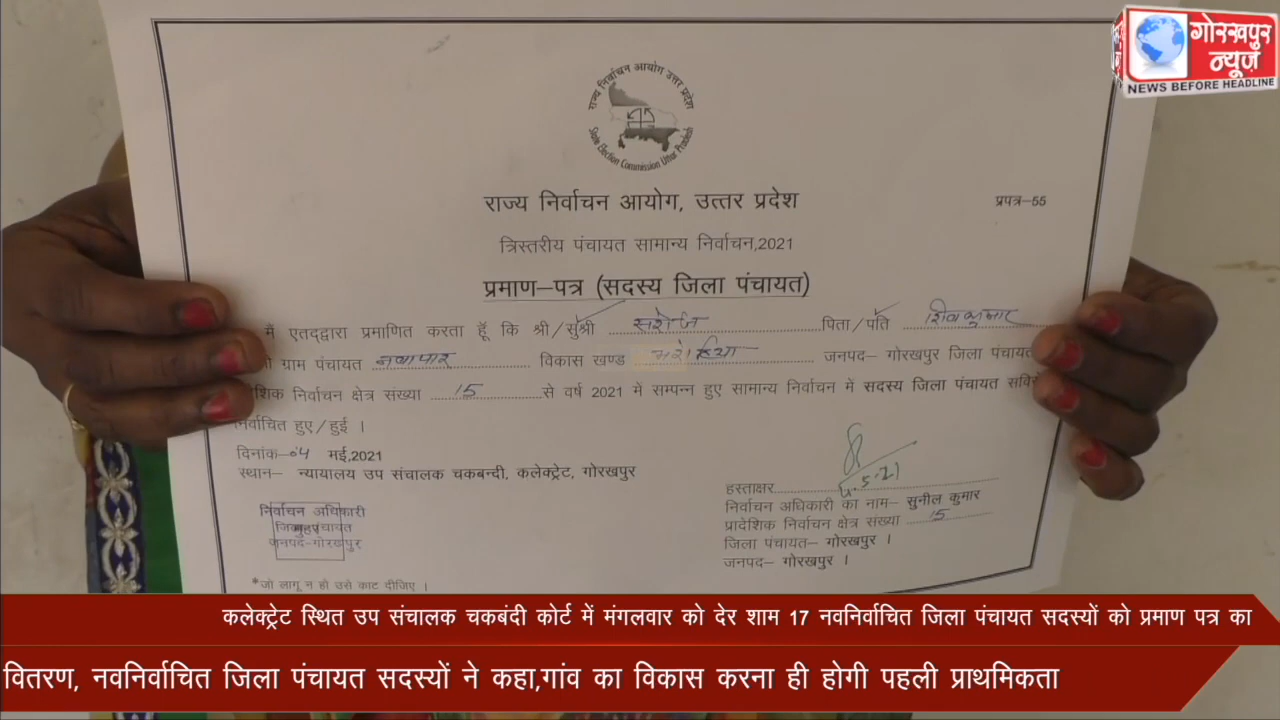 गोरखपुर
न्यूज़
NEWS BEFORE HEADLINE
राज्य निर्वाचन आयोग उत्तर प्रदेश
State Election Commission Uttar Pradesh
राज्य निर्वाचन आयोग, उत्तर प्रदेश
प्रपत्र–55
त्रिस्तरीय पंचायत सामान्य निर्वाचन,2021
प्रमाण–पत्र (सदस्य जिला पंचायत)
मैं एतद्द्वारा प्रमाणित करता हूँ कि श्री/सुश्री सरोज पिता/पति शिवकुमार
ग्राम पंचायत नवापार विकास खण्ड जनपद– गोरखपुर जिला पंचायत
निर्वाचन क्षेत्र संख्या 15 से वर्ष 2021 में सम्पन्न हुए सामान्य निर्वाचन में सदस्य जिला पंचायत
निर्वाचित हुए/हुई ।
दिनांक–04 मई,2021
स्थान– न्यायालय उप संचालक चकबन्दी, कलेक्ट्रेट, गोरखपुर
हस्ताक्षर 4.5.21
निर्वाचन अधिकारी का नाम– सुनील कुमार
प्रादेशिक निर्वाचन क्षेत्र संख्या 15
जिला पंचायत– गोरखपुर ।
जनपद– गोरखपुर ।
निर्वाचन अधिकारी
जिला पंचायत
जनपद-गोरखपुर
*जो लागू न हो उसे काट दीजिए ।
कलेक्ट्रेट स्थित उप संचालक चकबंदी कोर्ट में मंगलवार को देर शाम 17 नवनिर्वाचित जिला पंचायत सदस्यों को प्रमाण पत्र का
वितरण, नवनिर्वाचित जिला पंचायत सदस्यों ने कहा,गांव का विकास करना ही होगी पहली प्राथमिकता